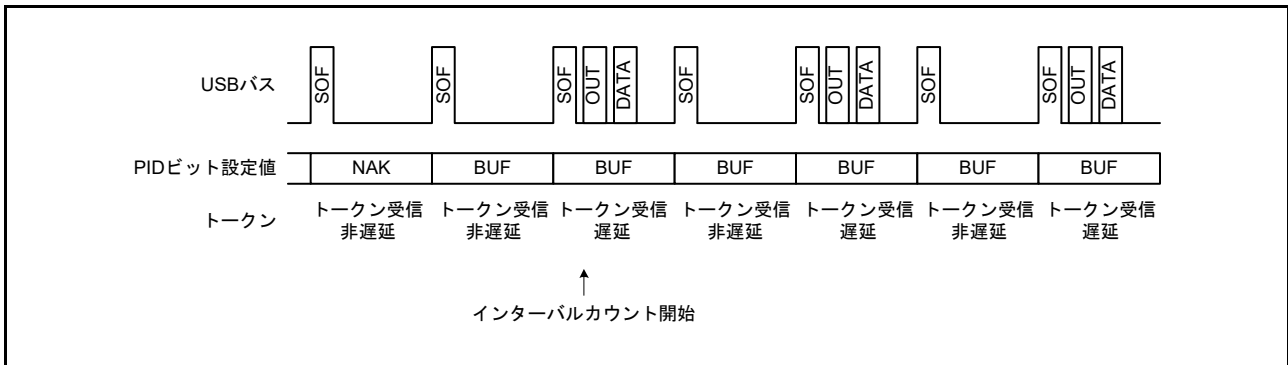 USBバス
SOF SOF SOF OUT DATA SOF SOF OUT DATA SOF SOF OUT DATA
PIDビット設定値 NAK BUF BUF BUF BUF BUF BUF
トークン
トークン受信 トークン受信 トークン受信 トークン受信 トークン受信 トークン受信 トークン受信
非遅延 非遅延 遅延 非遅延 遅延 非遅延 遅延
インターバルカウント開始